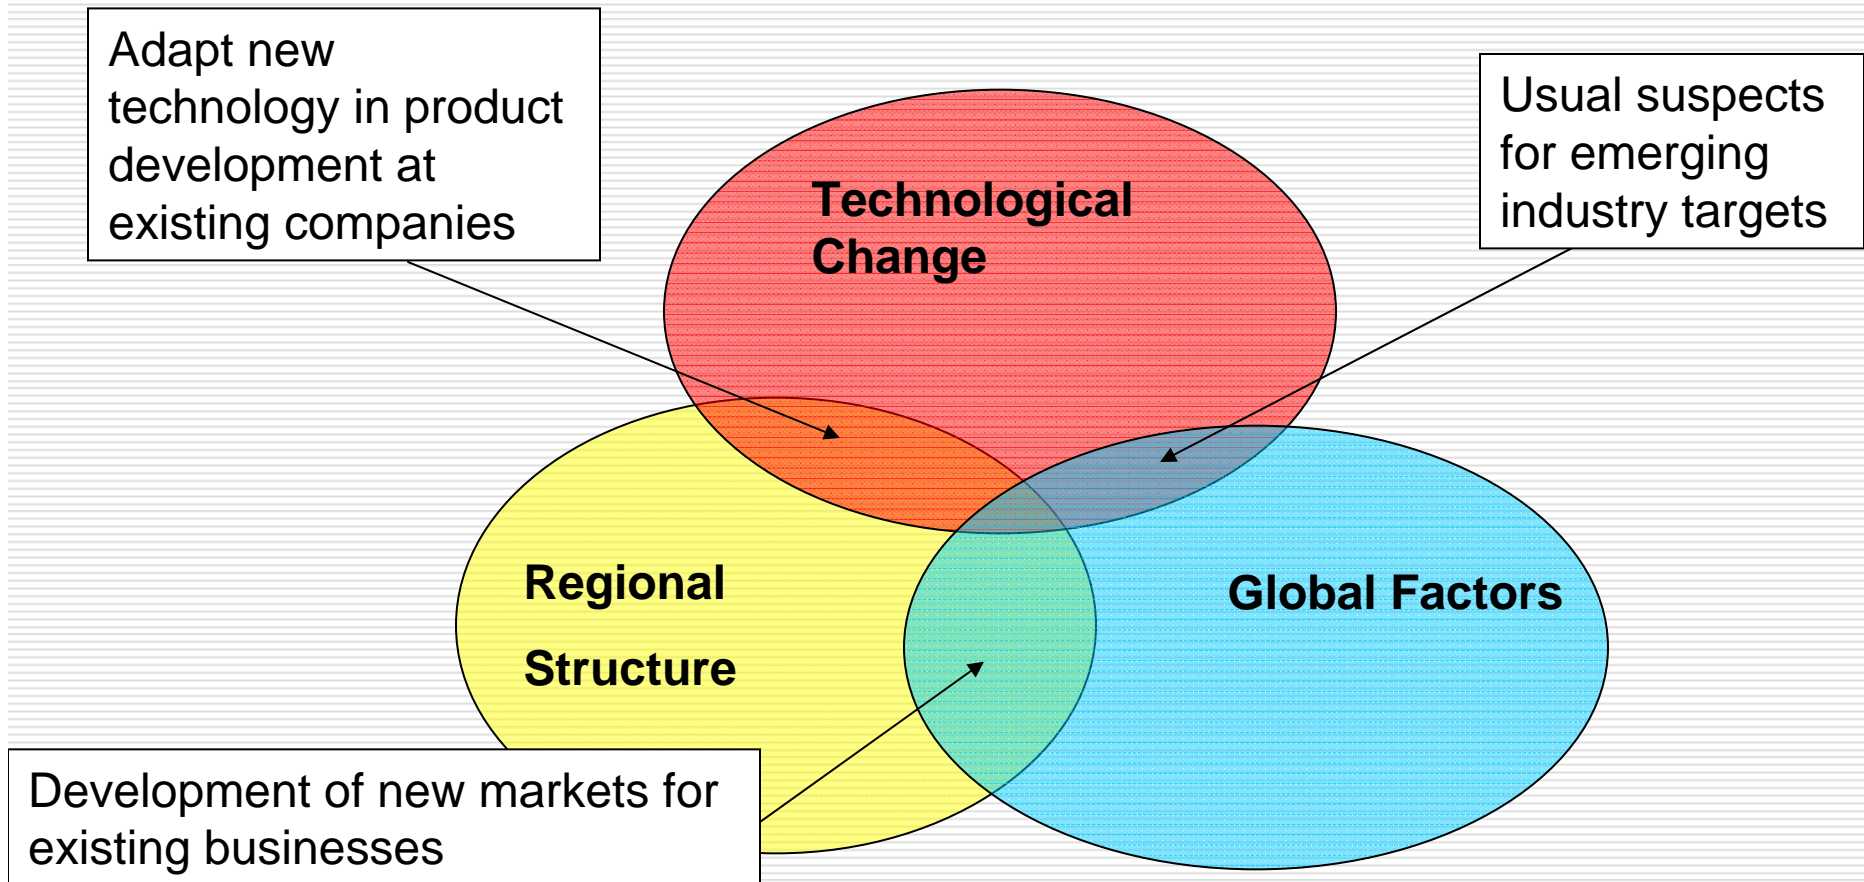 Adapt new
technology in product
development at
existing companies
Usual suspects
for emerging
industry targets
Technological
Change
Regional
Structure
Global Factors
Development of new markets for
existing businesses